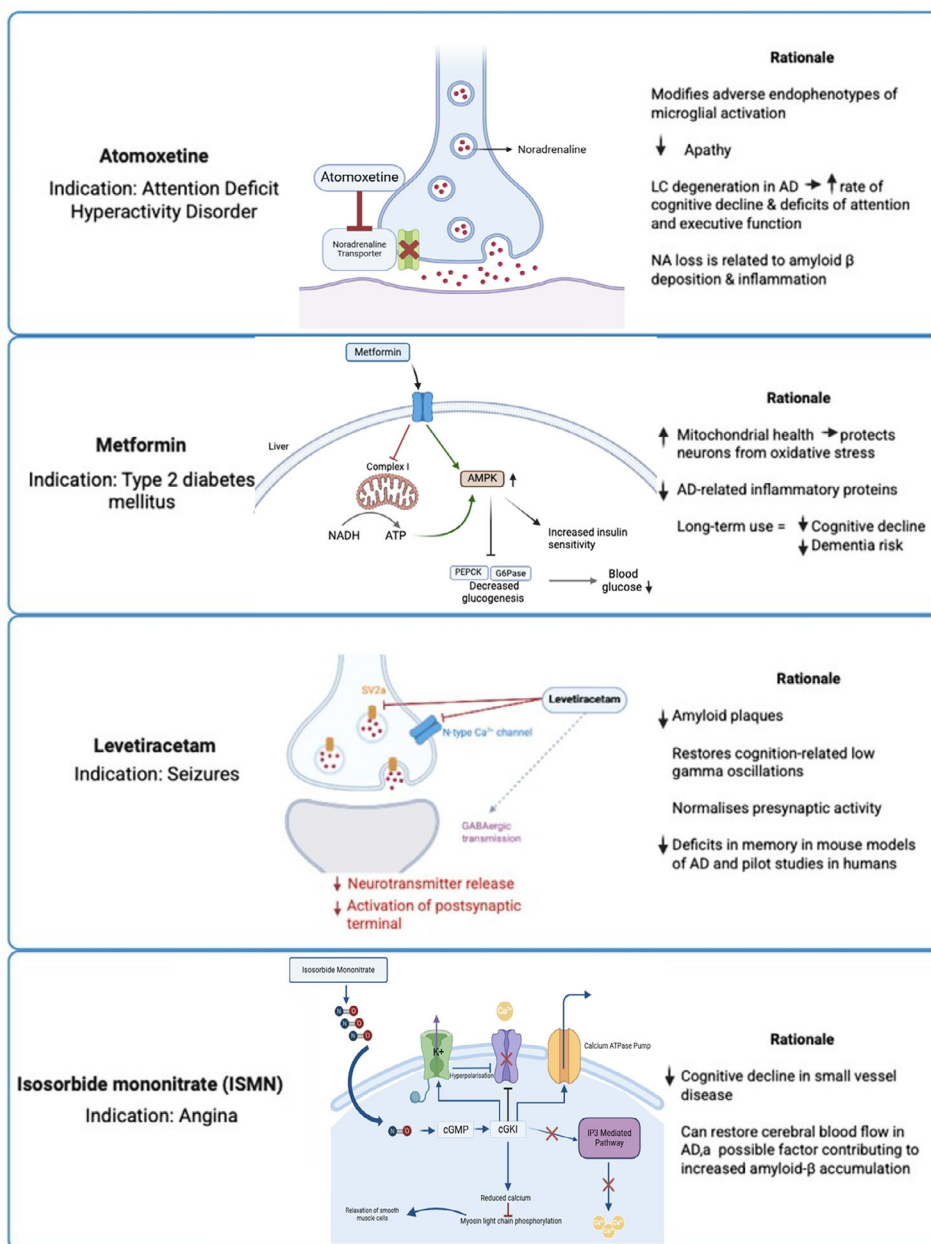 Atomoxetine
Indication: Attention Deficit
Hyperactivity Disorder
Atomoxetine
Noradrenaline
Transporter
Noradrenaline
Rationale
Modifies adverse endophenotypes of
microglial activation
↓ Apathy
LC degeneration in AD → ↑ rate of
cognitive decline & deficits of attention
and executive function
NA loss is related to amyloid β
deposition & inflammation
Metformin
Indication: Type 2 diabetes
mellitus
Metformin
Liver
Complex I
NADH
ATP
AMPK ↑
Increased insulin
sensitivity
PEPCK
G6Pase
Decreased
glucogenesis
Blood
glucose ↓
Rationale
↑ Mitochondrial health → protects
neurons from oxidative stress
↓ AD-related inflammatory proteins
Long-term use = ↓ Cognitive decline
↓ Dementia risk
Levetiracetam
Indication: Seizures
SV2a
Levetiracetam
N-type Ca²⁺ channel
GABAergic
transmission
↓ Neurotransmitter release
↓ Activation of postsynaptic
terminal
Rationale
↓ Amyloid plaques
Restores cognition-related low
gamma oscillations
Normalises presynaptic activity
↓ Deficits in memory in mouse models
of AD and pilot studies in humans
Isosorbide mononitrate (ISMN)
Indication: Angina
Isosorbide Mononitrate
N=O
N=O
N=O
K+
Hyperpolarisation
Ca²⁺
Calcium ATPase Pump
N=O
cGMP
cGKI
IP3 Mediated
Pathway
Reduced calcium
Relaxation of smooth
muscle cells
Myosin light chain phosphorylation
Ca²⁺
Ca²⁺
Ca²⁺
Rationale
↓ Cognitive decline in small vessel
disease
Can restore cerebral blood flow in
AD,a possible factor contributing to
increased amyloid-β accumulation